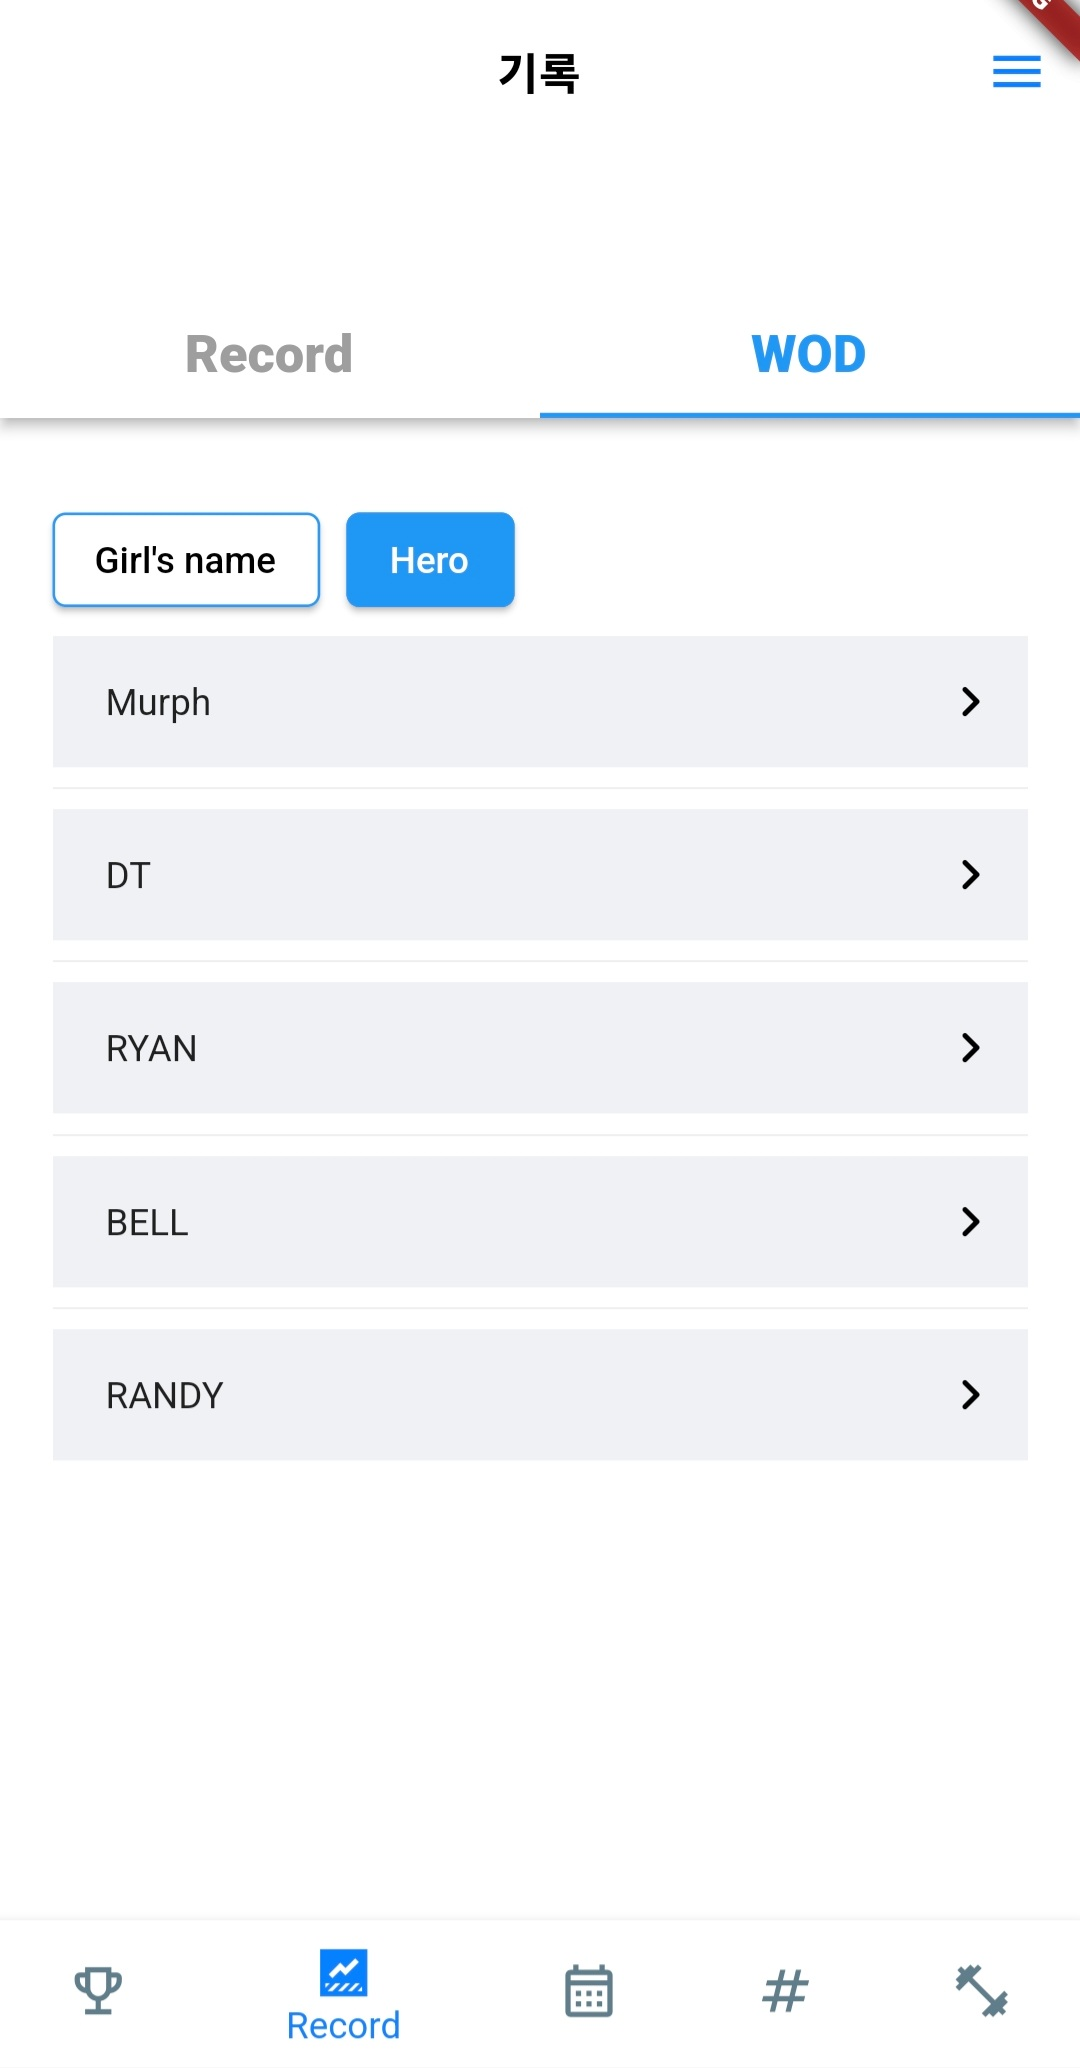 기록
Record
WOD
Girl's name
Hero
Murph
DT
RYAN
BELL
RANDY
Record